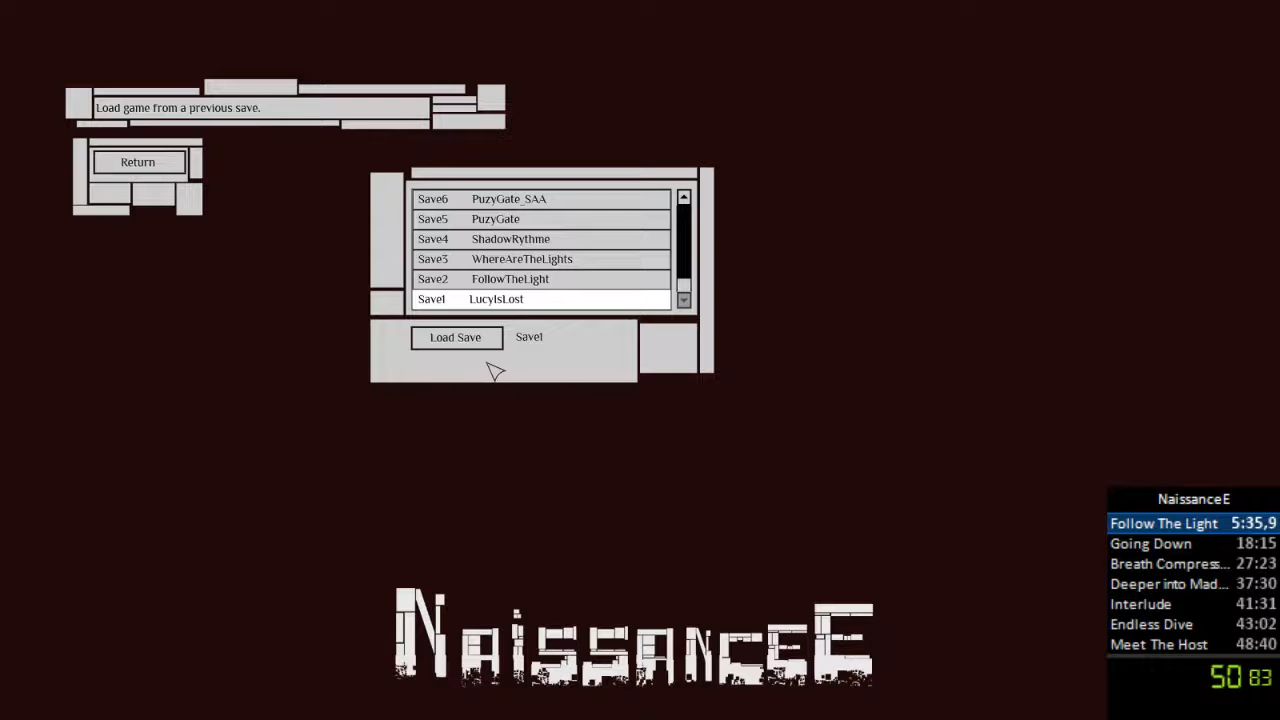 Load game from a previous save.
Return
Save6 PuzyGate_SAA
Save5 PuzyGate
Save4 ShadowRythme
Save3 WhereAreTheLights
Save2 FollowTheLight
Save1 LucyIsLost
Load Save Save1
NaissanceE
NaissanceE
Follow The Light 5:35,9
Going Down 18:15
Breath Compress... 27:23
Deeper into Mad... 37:30
Interlude 41:31
Endless Dive 43:02
Meet The Host 48:40
50 83